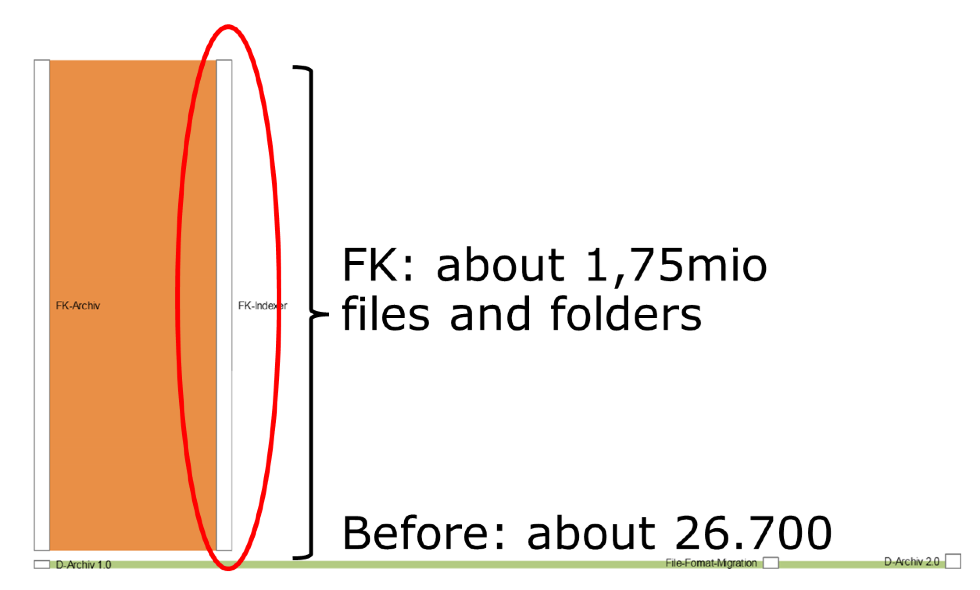 FK: about 1,75mio
files and folders
FK-Archiv
FK-Indexer
Before: about 26.700
D-Archiv 1.0
File-Fomat-Migration
D-Archiv 2.0